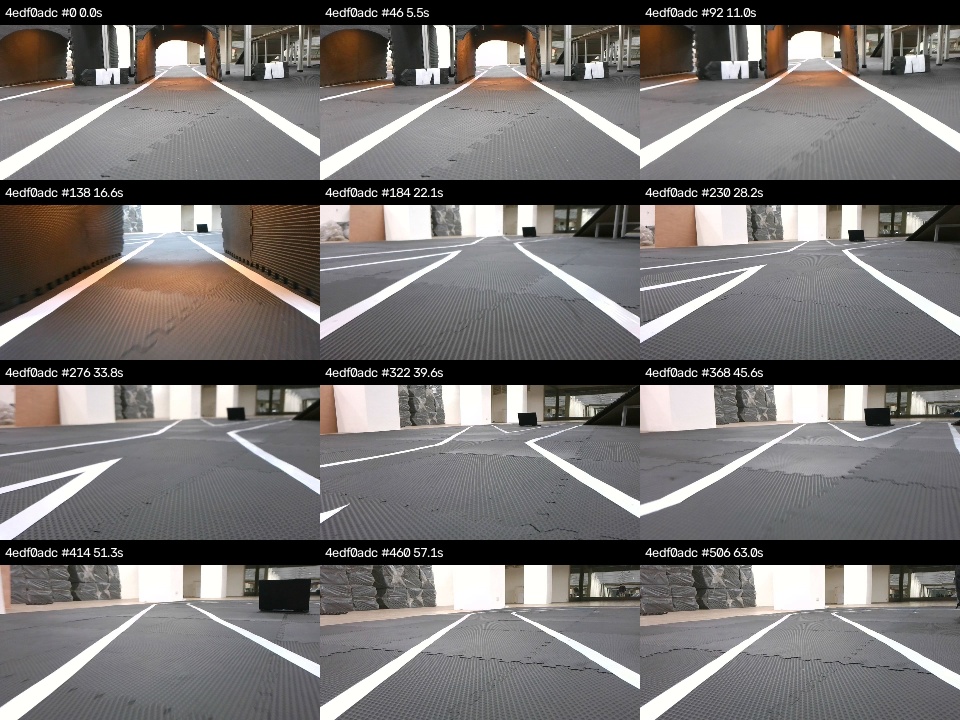 4edf0adc #0 0.0s
4edf0adc #46 5.5s
4edf0adc #92 11.0s
4edf0adc #138 16.6s
4edf0adc #184 22.1s
4edf0adc #230 28.2s
4edf0adc #276 33.8s
4edf0adc #322 39.6s
4edf0adc #368 45.6s
4edf0adc #414 51.3s
4edf0adc #460 57.1s
4edf0adc #506 63.0s